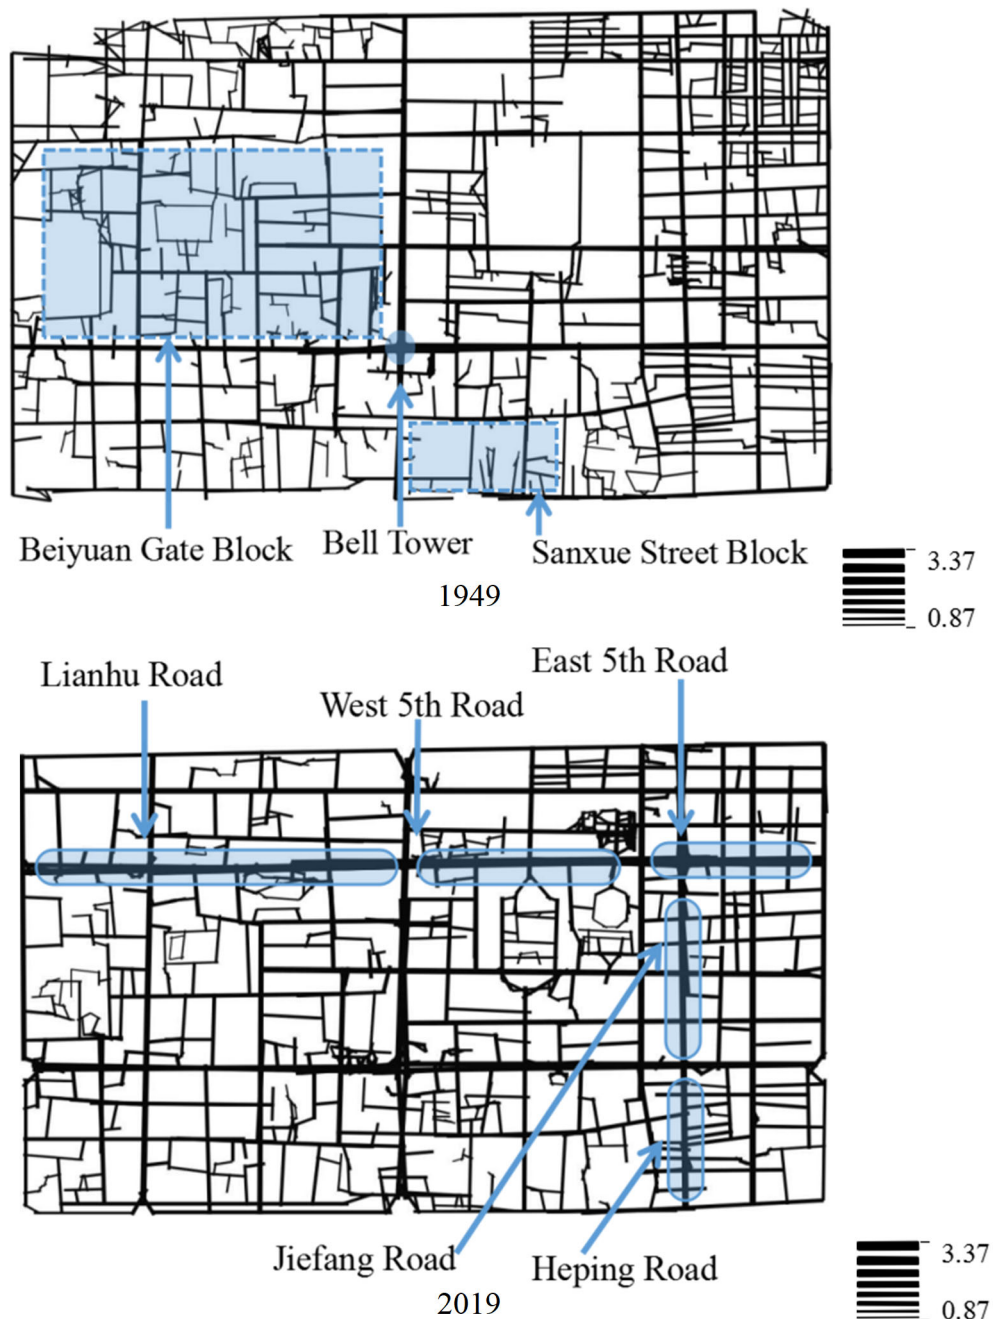 Beiyuan Gate Block
Bell Tower
Sanxue Street Block
3.37
0.87
1949
Lianhu Road
West 5th Road
East 5th Road
Jiefang Road
Heping Road
3.37
0.87
2019